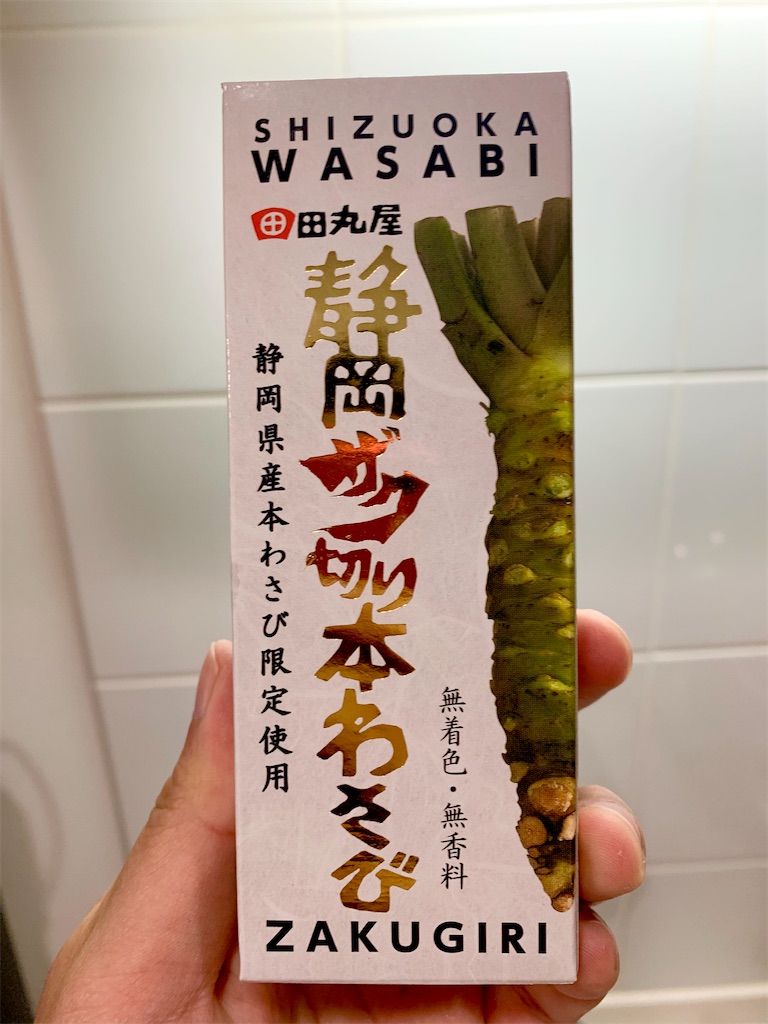 SHIZUOKA
WASABI
田丸屋
静岡ザク切り本わさび
静岡県産本わさび限定使用
無着色・無香料
ZAKUGIRI